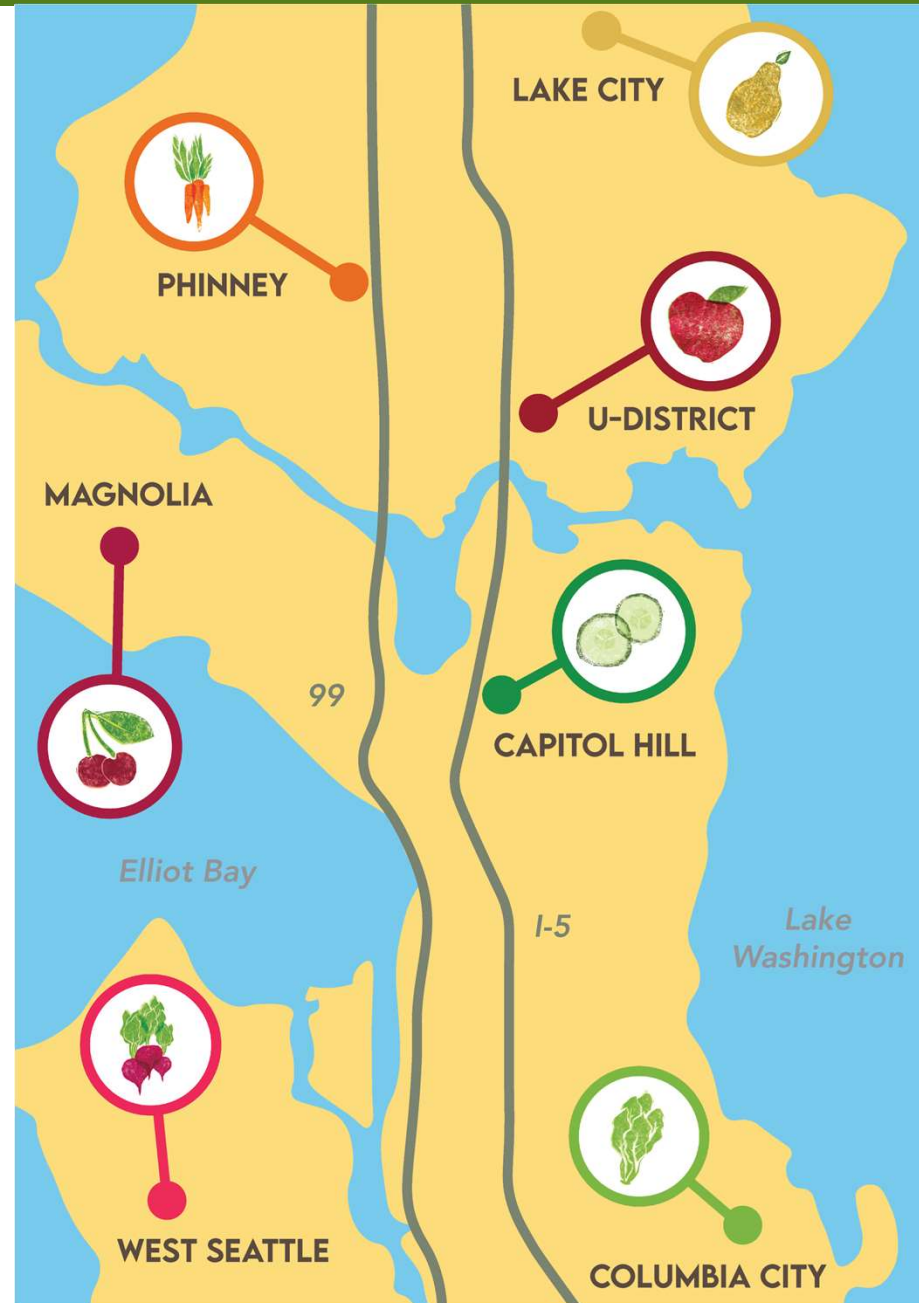 LAKE CITY
PHINNEY
U-DISTRICT
MAGNOLIA
99
CAPITOL HILL
Elliot Bay
I-5
Lake
Washington
WEST SEATTLE
COLUMBIA CITY